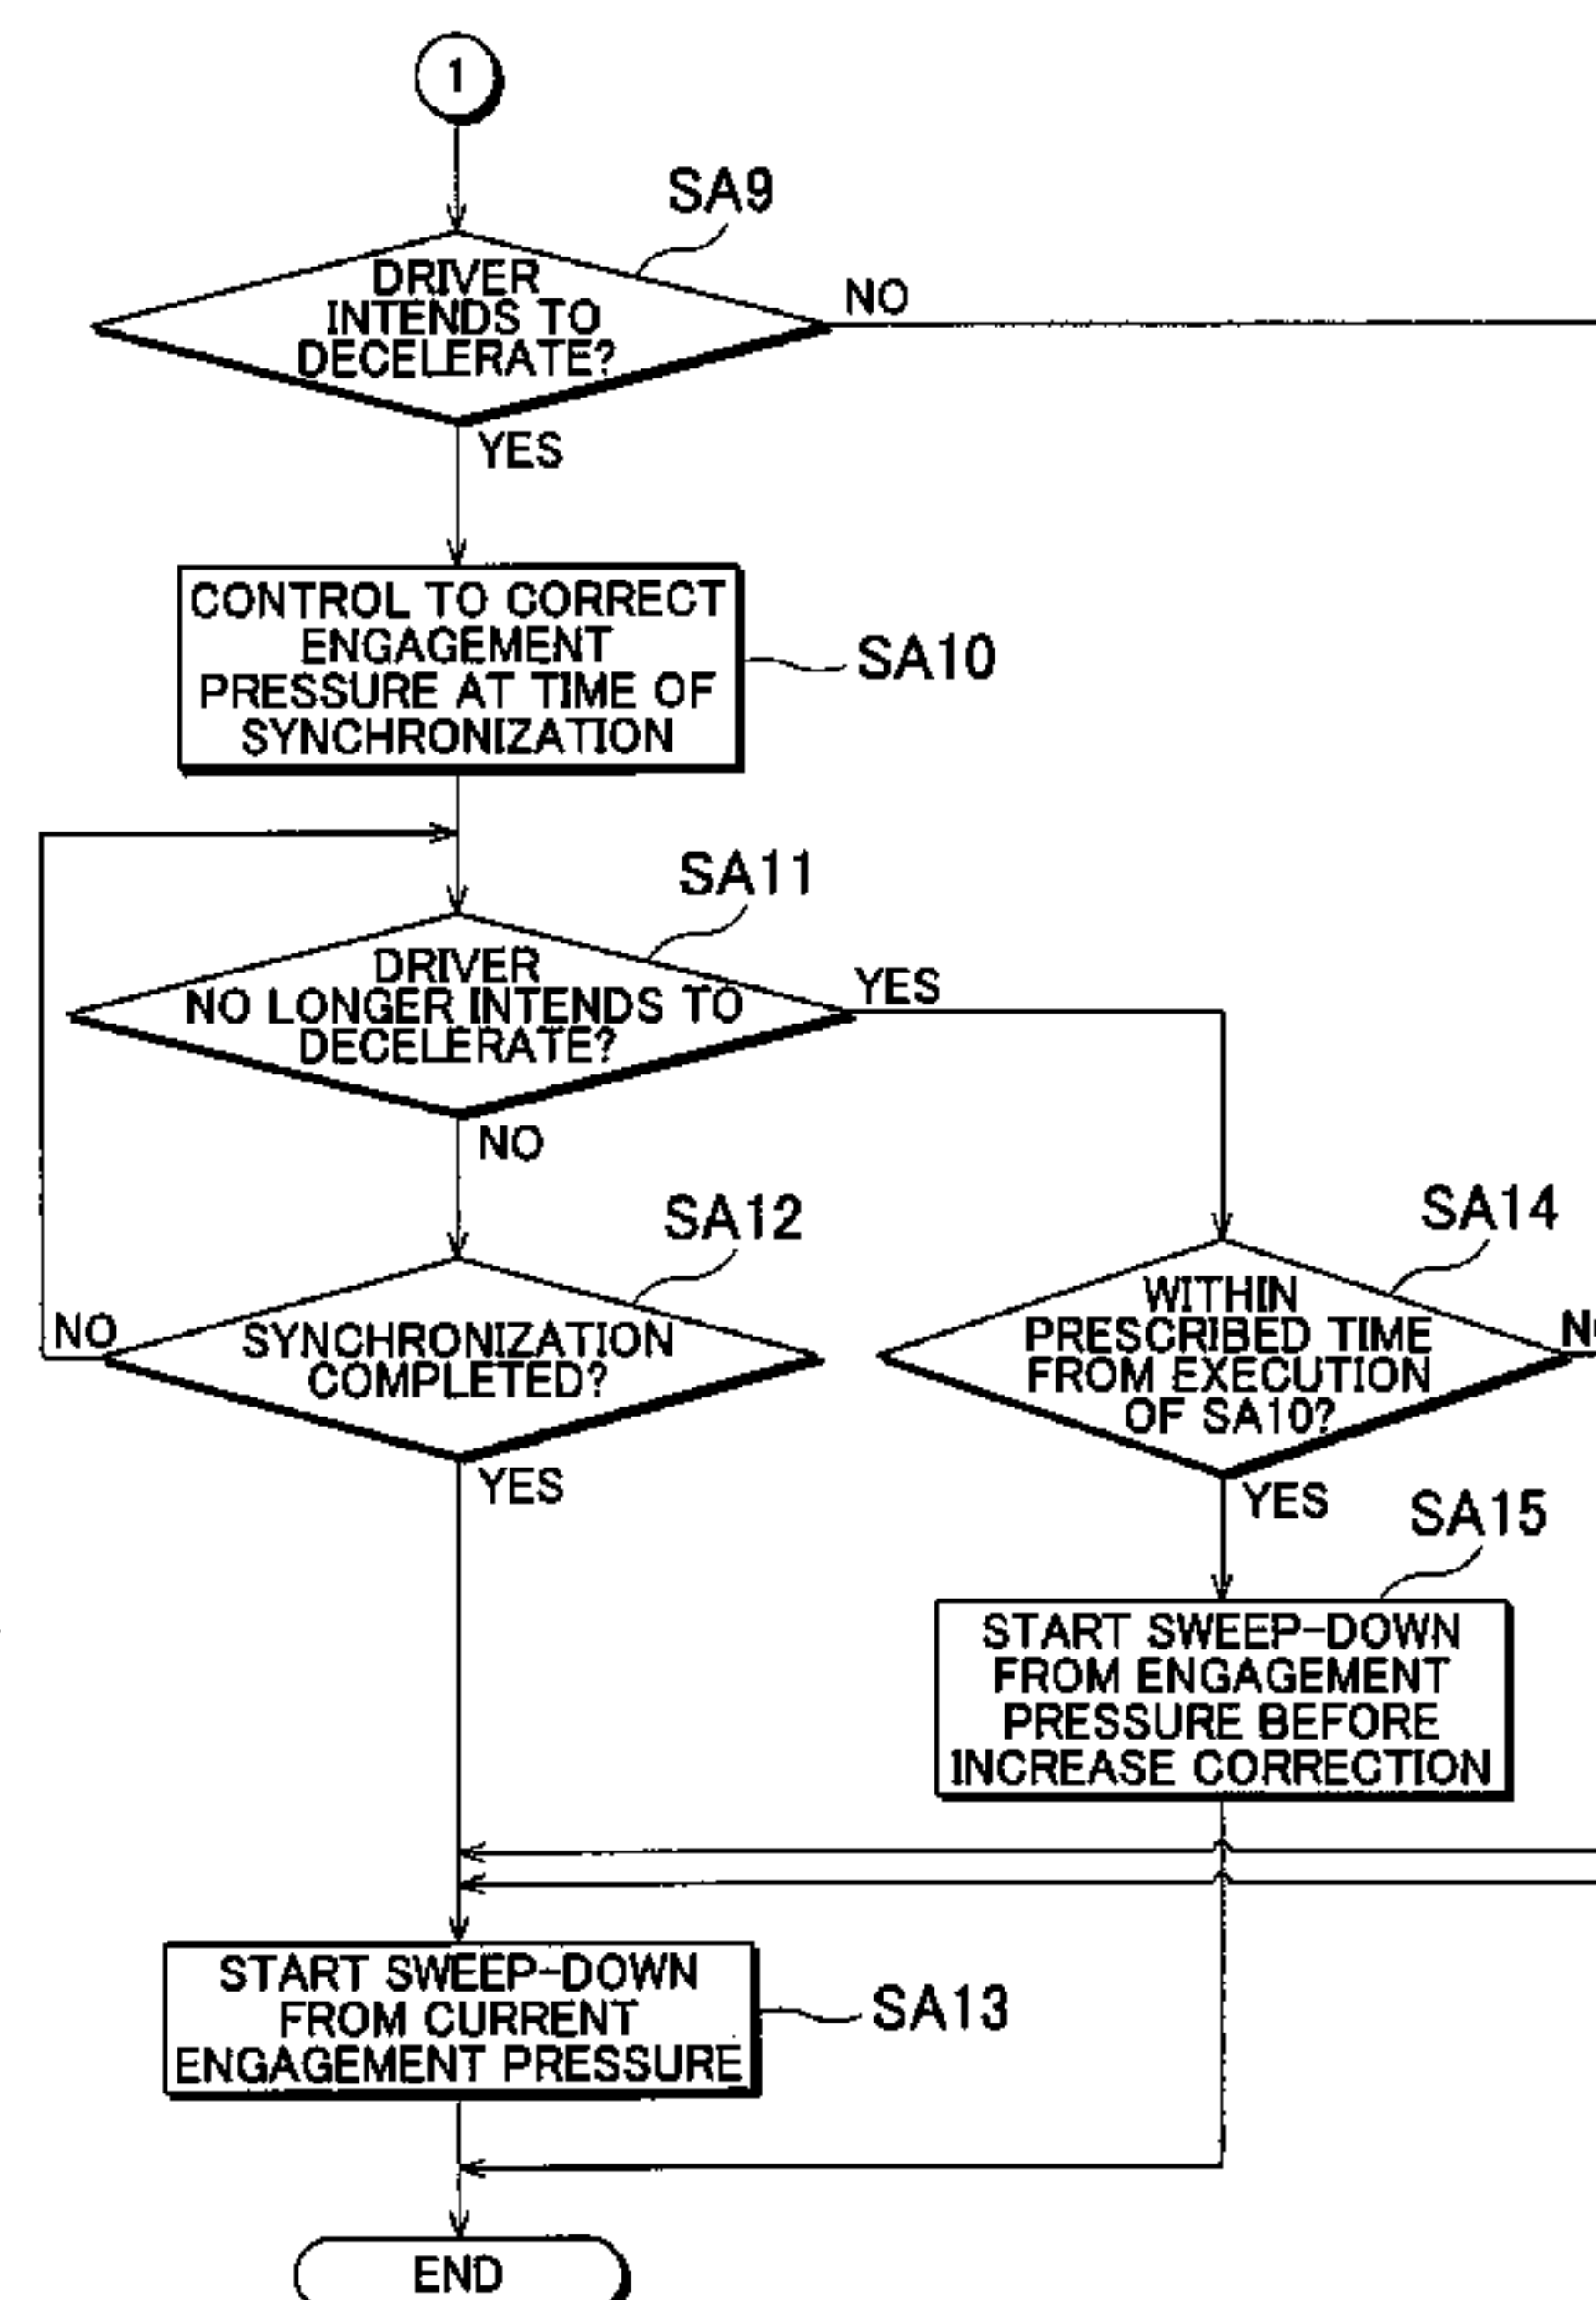 1
SA9
DRIVER
INTENDS TO
DECELERATE?
NO
YES
CONTROL TO CORRECT
ENGAGEMENT
PRESSURE AT TIME OF
SYNCHRONIZATION
SA10
SA11
DRIVER
NO LONGER INTENDS TO
DECELERATE?
YES
NO
SA12
SYNCHRONIZATION
COMPLETED?
NO
YES
SA14
WITHIN
PRESCRIBED TIME
FROM EXECUTION
OF SA10?
YES
SA15
START SWEEP-DOWN
FROM ENGAGEMENT
PRESSURE BEFORE
INCREASE CORRECTION
START SWEEP-DOWN
FROM CURRENT
ENGAGEMENT PRESSURE
SA13
END